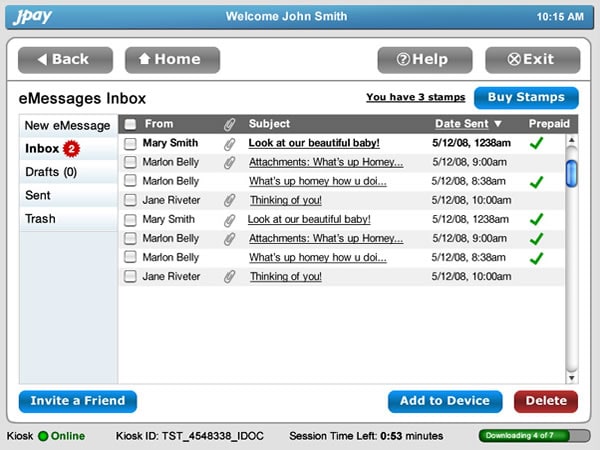 jpay Welcome John Smith 10:15 AM
Back Home Help Exit
eMessages Inbox You have 3 stamps Buy Stamps
New eMessage From Subject Date Sent Prepaid
Inbox 2 Mary Smith Look at our beautiful baby! 5/12/08, 1238am
Marlon Belly Attachments: What's up Homey... 5/12/08, 9:00am
Drafts (0) Marlon Belly What's up homey how u doi... 5/12/08, 8:38am
Sent Jane Riveter Thinking of you! 5/12/08, 10:00am
Trash Mary Smith Look at our beautiful baby! 5/12/08, 1238am
Marlon Belly Attachments: What's up Homey... 5/12/08, 9:00am
Marlon Belly What's up homey how u doi... 5/12/08, 8:38am
Jane Riveter Thinking of you! 5/12/08, 10:00am
Invite a Friend Add to Device Delete
Kiosk Online Kiosk ID: TST_4548338_IDOC Session Time Left: 0:53 minutes Downloading 4 of 7